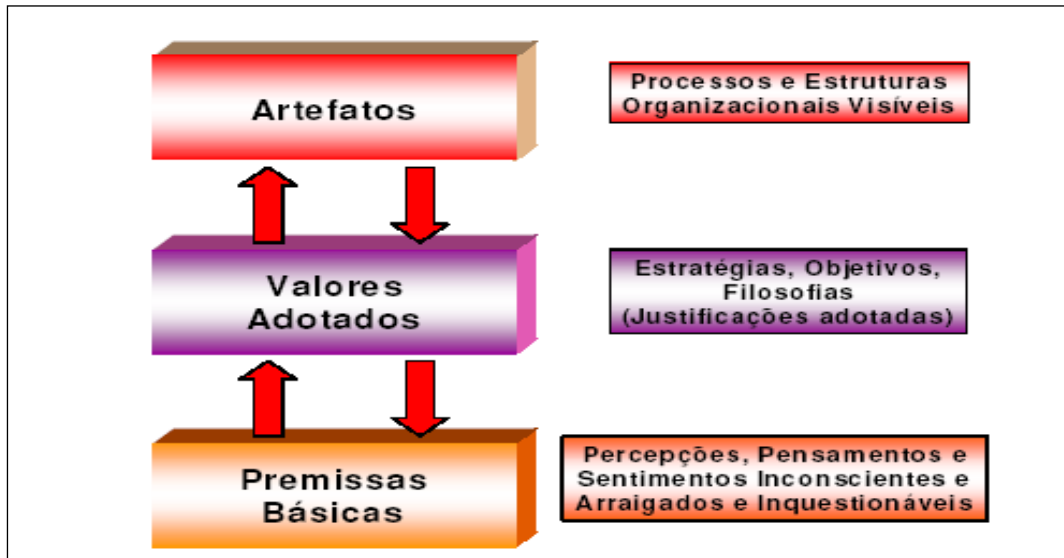 Artefatos
Processos e Estruturas
Organizacionais Visíveis
Valores
Adotados
Estratégias, Objetivos,
Filosofias
(Justificações adotadas)
Premissas
Básicas
Percepções, Pensamentos e
Sentimentos Inconscientes e
Arraigados e Inquestionáveis